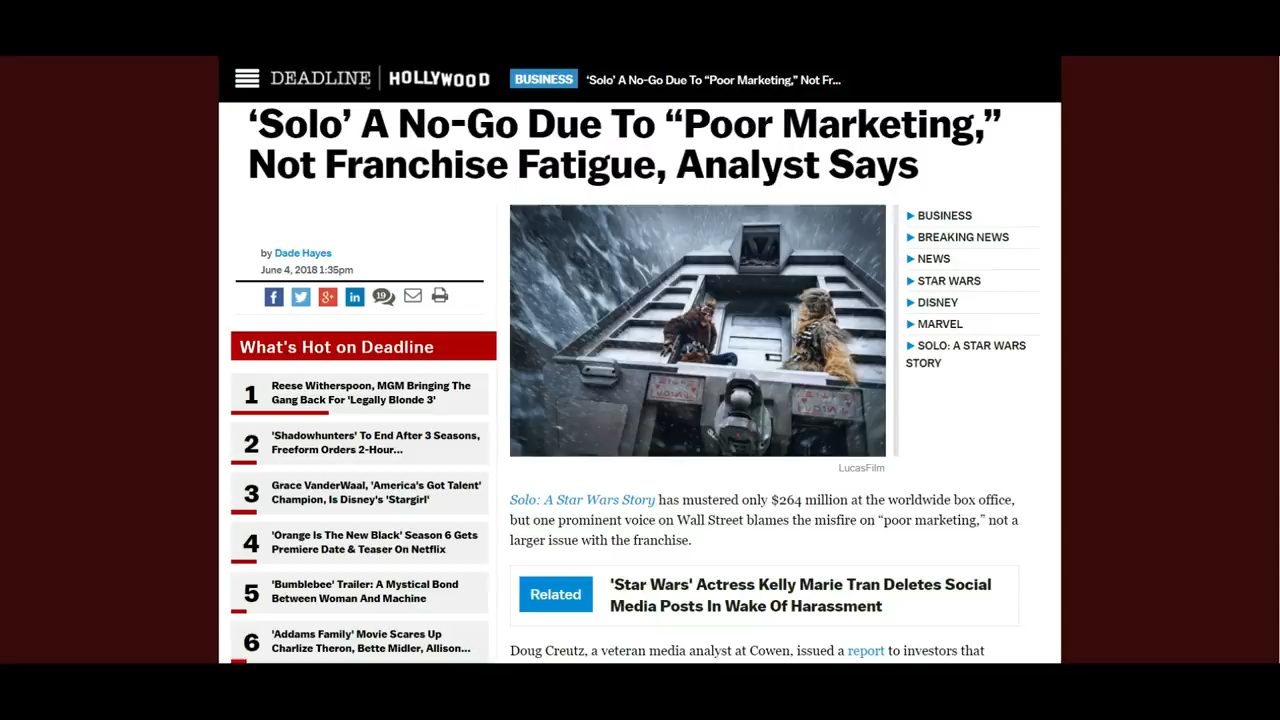 DEADLINE | HOLLYWOOD
BUSINESS
‘Solo’ A No-Go Due To “Poor Marketing,” Not Fr...
‘Solo’ A No-Go Due To “Poor Marketing,”
Not Franchise Fatigue, Analyst Says
by Dade Hayes
June 4, 2018 1:35pm
19
What's Hot on Deadline
1
Reese Witherspoon, MGM Bringing The
Gang Back For 'Legally Blonde 3'
2
'Shadowhunters' To End After 3 Seasons,
Freeform Orders 2-Hour...
3
Grace VanderWaal, 'America's Got Talent'
Champion, Is Disney's 'Stargirl'
4
'Orange Is The New Black' Season 6 Gets
Premiere Date & Teaser On Netflix
5
'Bumblebee' Trailer: A Mystical Bond
Between Woman And Machine
6
'Addams Family' Movie Scares Up
Charlize Theron, Bette Midler, Allison...
LucasFilm
BUSINESS
BREAKING NEWS
NEWS
STAR WARS
DISNEY
MARVEL
SOLO: A STAR WARS
STORY
Solo: A Star Wars Story has mustered only $264 million at the worldwide box office,
but one prominent voice on Wall Street blames the misfire on “poor marketing,” not a
larger issue with the franchise.
Related
'Star Wars' Actress Kelly Marie Tran Deletes Social
Media Posts In Wake Of Harassment
Doug Creutz, a veteran media analyst at Cowen, issued a report to investors that